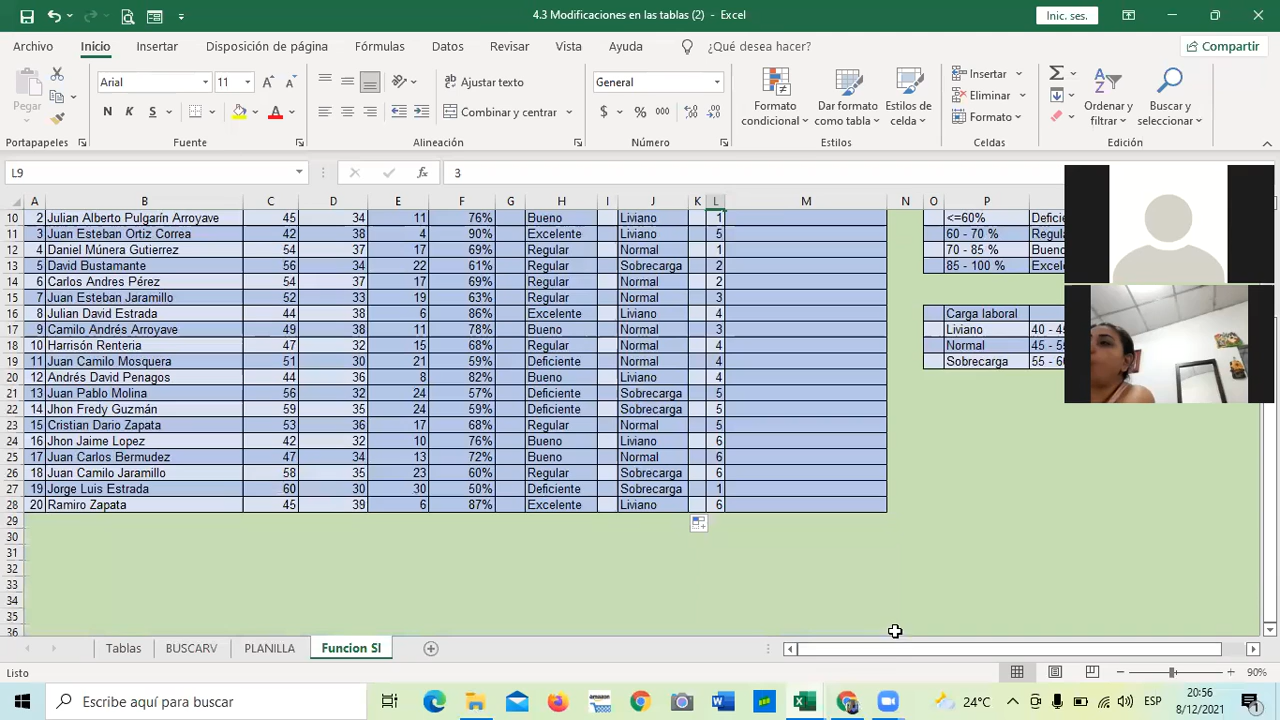 4.3 Modificaciones en las tablas (2) - Excel
Inic. ses.
Archivo Inicio Insertar Disposición de página Fórmulas Datos Revisar Vista Ayuda ¿Qué desea hacer? Compartir
Arial 11 Ajustar texto General Insertar
Pegar Formato condicional Dar formato como tabla Estilos de celda Eliminar Ordenar y filtrar Buscar y seleccionar
N K S Combinar y centrar $ % 000 Formato
Portapapeles Fuente Alineación Número Estilos Celdas Edición
L9 fx 3
A B C D E F G H I J K L M N O P
10 2 Julian Alberto Pulgarín Arroyave 45 34 11 76% Bueno Liviano 1 <=60% Defici
11 3 Juan Esteban Ortiz Correa 42 38 4 90% Excelente Liviano 5 60 - 70 % Regul
12 4 Daniel Múnera Gutierrez 54 37 17 69% Regular Normal 1 70 - 85 % Bueno
13 5 David Bustamante 56 34 22 61% Regular Sobrecarga 2 85 - 100 % Excel
14 6 Carlos Andres Pérez 54 37 17 69% Regular Normal 2
15 7 Juan Esteban Jaramillo 52 33 19 63% Regular Normal 3
16 8 Julian David Estrada 44 38 6 86% Excelente Liviano 4 Carga laboral
17 9 Camilo Andrés Arroyave 49 38 11 78% Bueno Normal 3 Liviano 40 - 4
18 10 Harisón Renteria 47 32 15 68% Regular Normal 4 Normal 45 - 5
19 11 Juan Camilo Mosquera 51 30 21 59% Deficiente Normal 4 Sobrecarga 55 - 6
20 12 Andrés David Penagos 44 36 8 82% Bueno Liviano 4
21 13 Juan Pablo Molina 56 32 24 57% Deficiente Sobrecarga 5
22 14 Jhon Fredy Guzmán 59 35 24 59% Deficiente Sobrecarga 5
23 15 Cristian Dario Zapata 53 36 17 68% Regular Normal 5
24 16 Jhon Jaime Lopez 42 32 10 76% Bueno Liviano 6
25 17 Juan Carlos Bermudez 47 34 13 72% Bueno Normal 6
26 18 Juan Camilo Jaramillo 58 35 23 60% Regular Sobrecarga 6
27 19 Jorge Luis Estrada 60 30 30 50% Deficiente Sobrecarga 1
28 20 Ramiro Zapata 45 39 6 87% Excelente Liviano 6
29
30
31
32
33
34
35
36
Tablas BUSCARV PLANILLA Funcion SI
Listo 90%
Escribe aquí para buscar 24°C ESP 20:56
8/12/2021